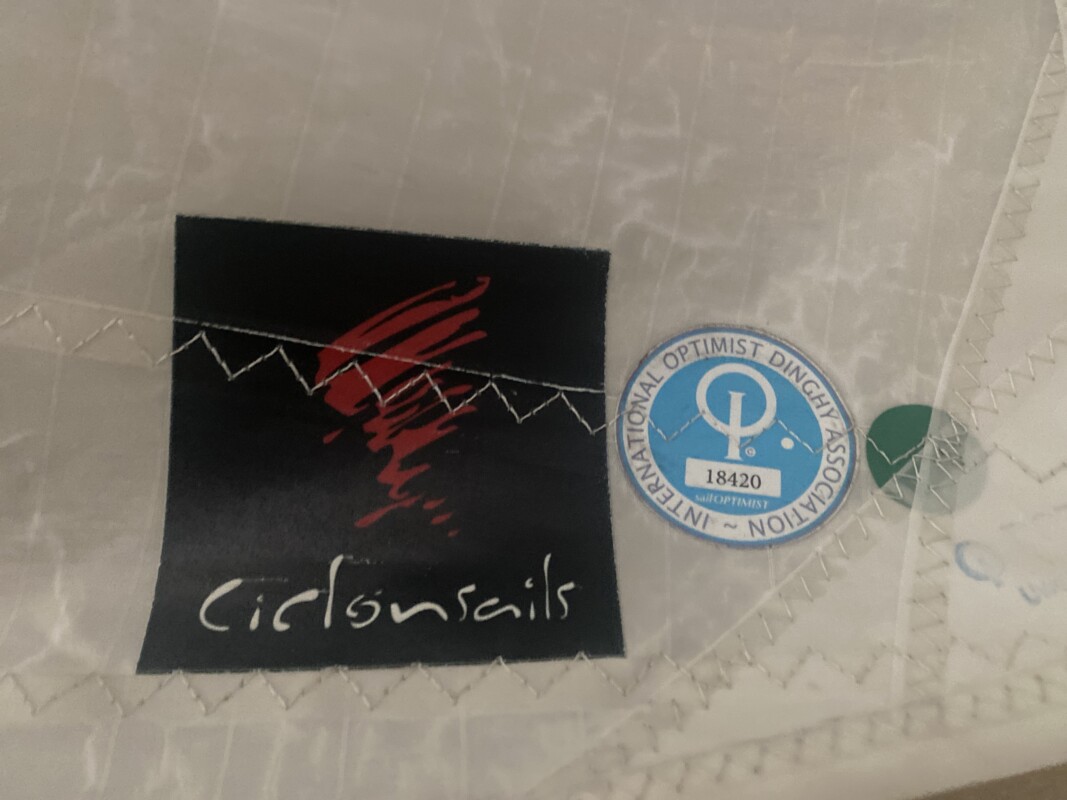 ciclonsails
INTERNATIONAL OPTIMIST DINGHY ASSOCIATION ~
©
18420
sailOPTIMIST